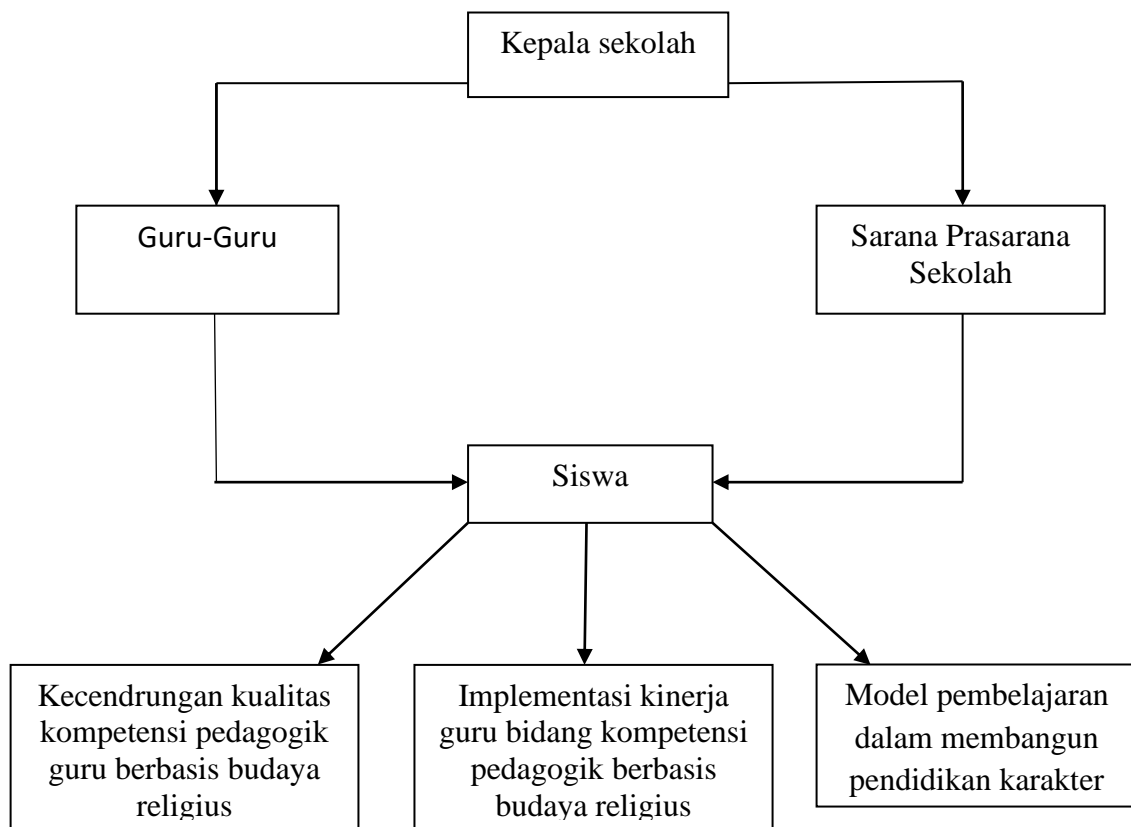 Kepala sekolah
Guru-Guru
Sarana Prasarana
Sekolah
Siswa
Kecendrungan kualitas
kompetensi pedagogik
guru berbasis budaya
religius
Implementasi kinerja
guru bidang kompetensi
pedagogik berbasis
budaya religius
Model pembelajaran
dalam membangun
pendidikan karakter